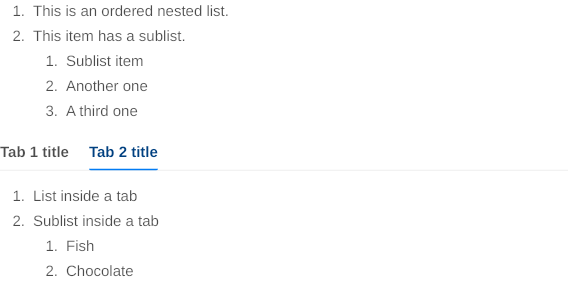 1. This is an ordered nested list.
2. This item has a sublist.
1. Sublist item
2. Another one
3. A third one
Tab 1 title Tab 2 title
1. List inside a tab
2. Sublist inside a tab
1. Fish
2. Chocolate